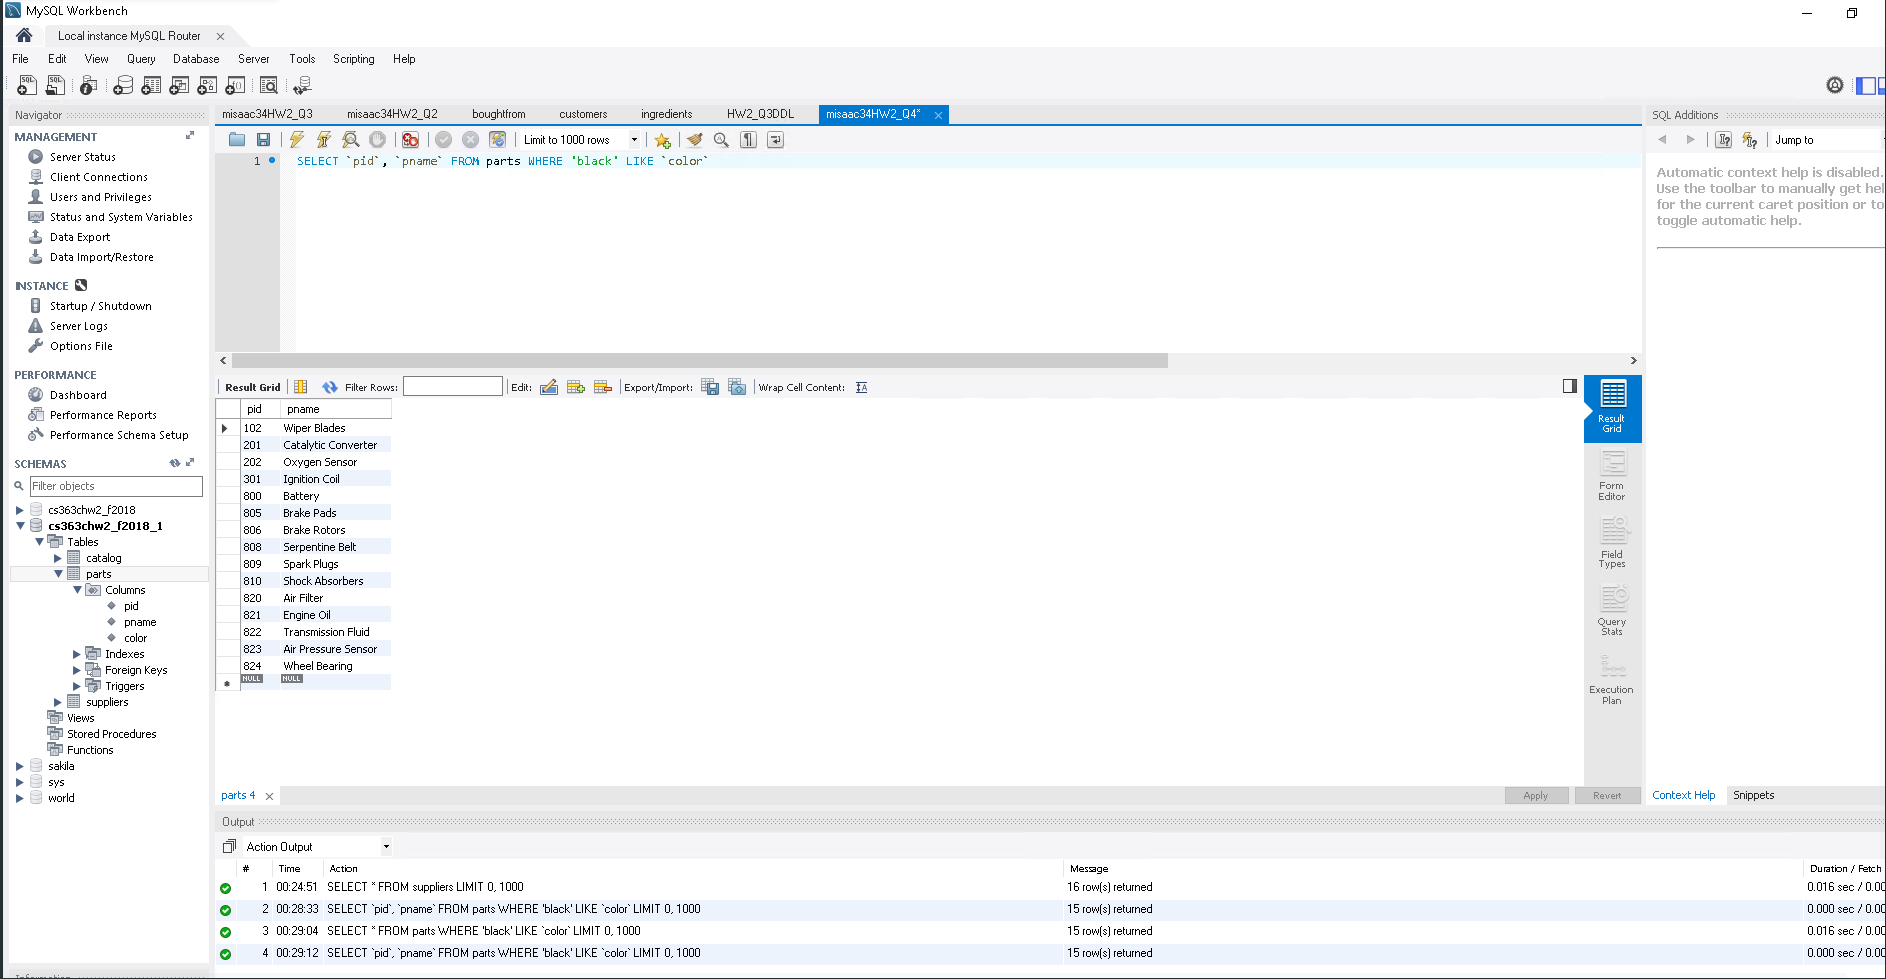 MySQL Workbench
Local instance MySQL Router
File Edit View Query Database Server Tools Scripting Help
Navigator
MANAGEMENT
Server Status
Client Connections
Users and Privileges
Status and System Variables
Data Export
Data Import/Restore
INSTANCE
Startup / Shutdown
Server Logs
Options File
PERFORMANCE
Dashboard
Performance Reports
Performance Schema Setup
SCHEMAS
Filter objects
cs363chw2_f2018
cs363chw2_f2018_1
Tables
catalog
parts
Columns
pid
pname
color
Indexes
Foreign Keys
Triggers
suppliers
Views
Stored Procedures
Functions
sakila
sys
world
misaac34HW2_Q3 misaac34HW2_Q2 boughtfrom customers ingredients HW2_Q3DDL misaac34HW2_Q4*
Limit to 1000 rows
1 SELECT `pid`, `pname` FROM parts WHERE 'black' LIKE `color`
Result Grid Filter Rows: Edit: Export/Import: Wrap Cell Content:
pid pname
102 Wiper Blades
201 Catalytic Converter
202 Oxygen Sensor
301 Ignition Coil
800 Battery
805 Brake Pads
806 Brake Rotors
808 Serpentine Belt
809 Spark Plugs
810 Shock Absorbers
820 Air Filter
821 Engine Oil
822 Transmission Fluid
823 Air Pressure Sensor
824 Wheel Bearing
NULL NULL
Result
Grid
Form
Editor
Field
Types
Query
Stats
Execution
Plan
parts 4
Apply Revert
SQL Additions
Jump to
Automatic context help is disabled.
Use the toolbar to manually get hel
for the current caret position or to
toggle automatic help.
Context Help Snippets
Output
Action Output
# Time Action Message Duration / Fetch
1 00:24:51 SELECT * FROM suppliers LIMIT 0, 1000 16 row(s) returned 0.016 sec / 0.00
2 00:28:33 SELECT `pid`, `pname` FROM parts WHERE 'black' LIKE `color` LIMIT 0, 1000 15 row(s) returned 0.000 sec / 0.00
3 00:29:04 SELECT * FROM parts WHERE 'black' LIKE `color` LIMIT 0, 1000 15 row(s) returned 0.016 sec / 0.00
4 00:29:12 SELECT `pid`, `pname` FROM parts WHERE 'black' LIKE `color` LIMIT 0, 1000 15 row(s) returned 0.000 sec / 0.00